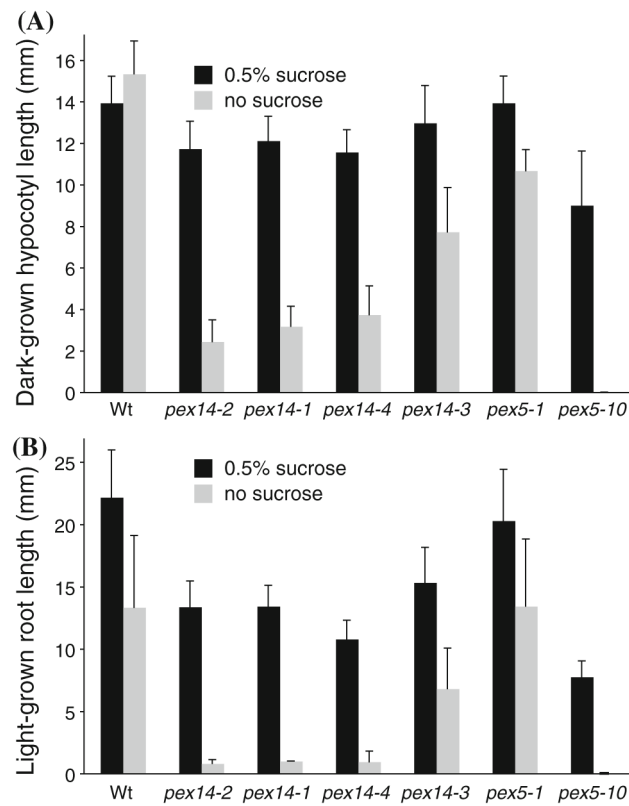 (A)
Dark-grown hypocotyl length (mm)
16
14
12
10
8
6
4
2
0
0.5% sucrose
no sucrose
Wt pex14-2 pex14-1 pex14-4 pex14-3 pex5-1 pex5-10
(B)
Light-grown root length (mm)
25
20
15
10
5
0
0.5% sucrose
no sucrose
Wt pex14-2 pex14-1 pex14-4 pex14-3 pex5-1 pex5-10